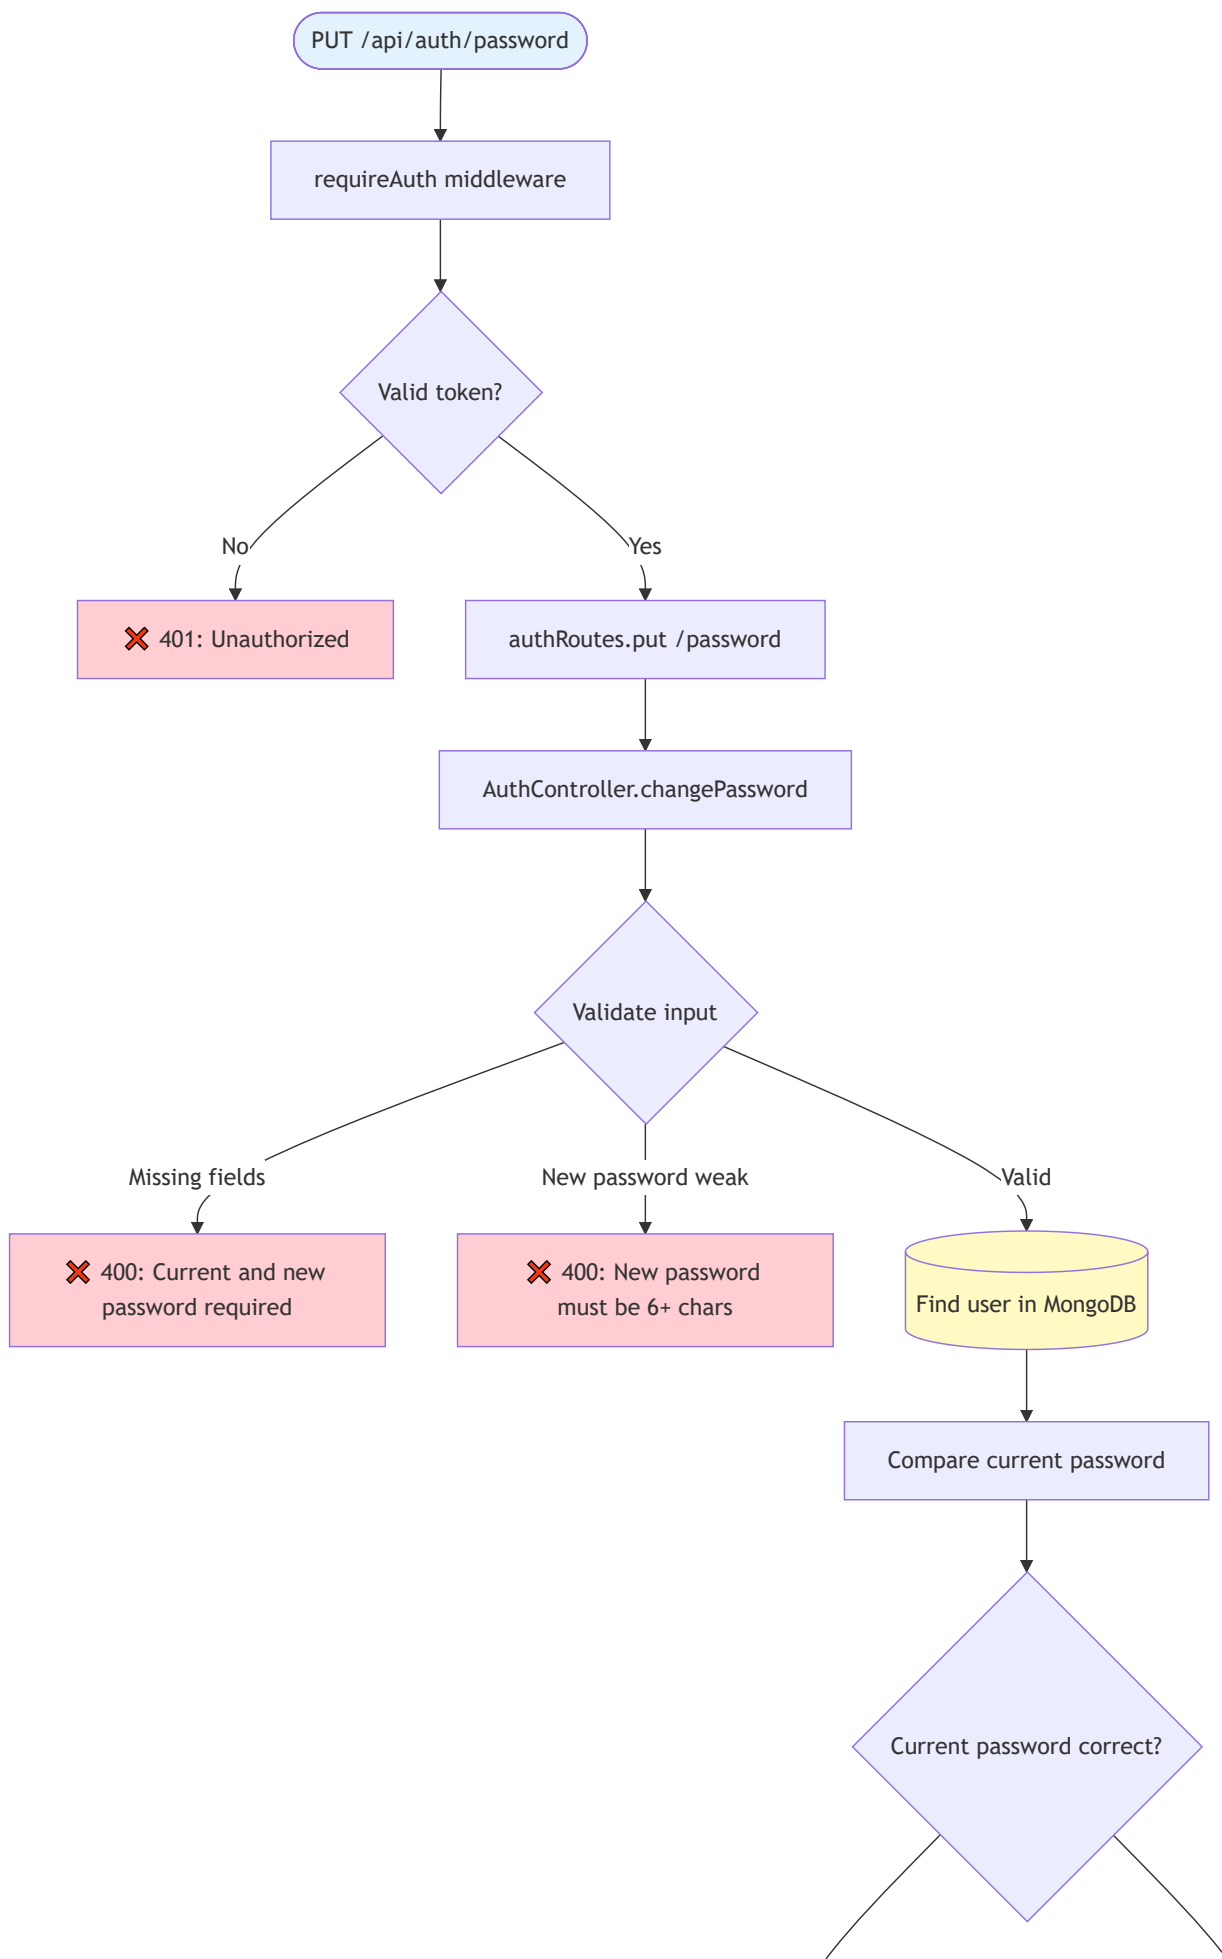 PUT /api/auth/password
requireAuth middleware
Valid token?
No
Yes
❌ 401: Unauthorized
authRoutes.put /password
AuthController.changePassword
Validate input
Missing fields
New password weak
Valid
❌ 400: Current and new
password required
❌ 400: New password
must be 6+ chars
Find user in MongoDB
Compare current password
Current password correct?